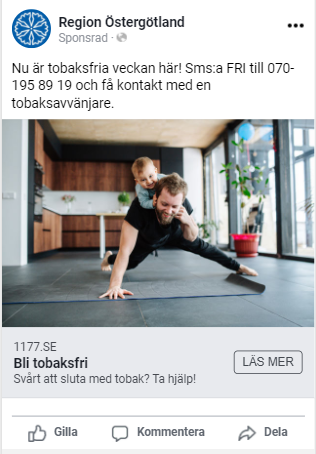 Region Östergötland
Sponsrad ·
Nu är tobaksfria veckan här! Sms:a FRI till 070-
195 89 19 och få kontakt med en
tobaksavvänjare.
1177.SE
Bli tobaksfri
Svårt att sluta med tobak? Ta hjälp!
LÄS MER
Gilla
Kommentera
Dela